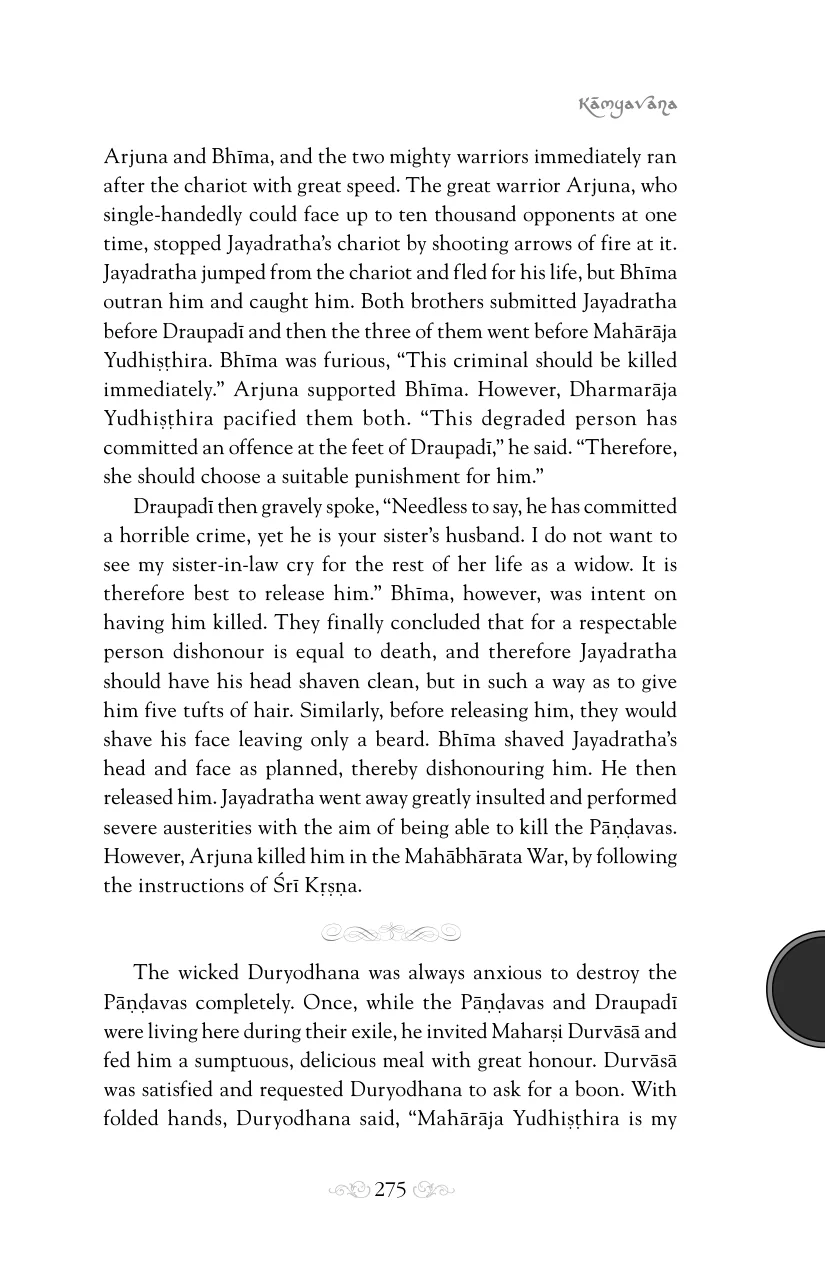 Kāmyavāna
Arjuna and Bhīma, and the two mighty warriors immediately ran
after the chariot with great speed. The great warrior Arjuna, who
single-handedly could face up to ten thousand opponents at one
time, stopped Jayadratha’s chariot by shooting arrows of fire at it.
Jayadratha jumped from the chariot and fled for his life, but Bhīma
outran him and caught him. Both brothers submitted Jayadratha
before Draupadī and then the three of them went before Mahārāja
Yudhiṣṭhira. Bhīma was furious, “This criminal should be killed
immediately.” Arjuna supported Bhīma. However, Dharmarāja
Yudhiṣṭhira pacified them both. “This degraded person has
committed an offence at the feet of Draupadī,” he said. “Therefore,
she should choose a suitable punishment for him.”
Draupadī then gravely spoke, “Needless to say, he has committed
a horrible crime, yet he is your sister’s husband. I do not want to
see my sister-in-law cry for the rest of her life as a widow. It is
therefore best to release him.” Bhīma, however, was intent on
having him killed. They finally concluded that for a respectable
person dishonour is equal to death, and therefore Jayadratha
should have his head shaven clean, but in such a way as to give
him five tufts of hair. Similarly, before releasing him, they would
shave his face leaving only a beard. Bhīma shaved Jayadratha’s
head and face as planned, thereby dishonouring him. He then
released him. Jayadratha went away greatly insulted and performed
severe austerities with the aim of being able to kill the Pāṇḍavas.
However, Arjuna killed him in the Mahābhārata War, by following
the instructions of Śrī Kṛṣṇa.
The wicked Duryodhana was always anxious to destroy the
Pāṇḍavas completely. Once, while the Pāṇḍavas and Draupadī
were living here during their exile, he invited Maharṣi Durvāsā and
fed him a sumptuous, delicious meal with great honour. Durvāsā
was satisfied and requested Duryodhana to ask for a boon. With
folded hands, Duryodhana said, “Mahārāja Yudhiṣṭhira is my
275